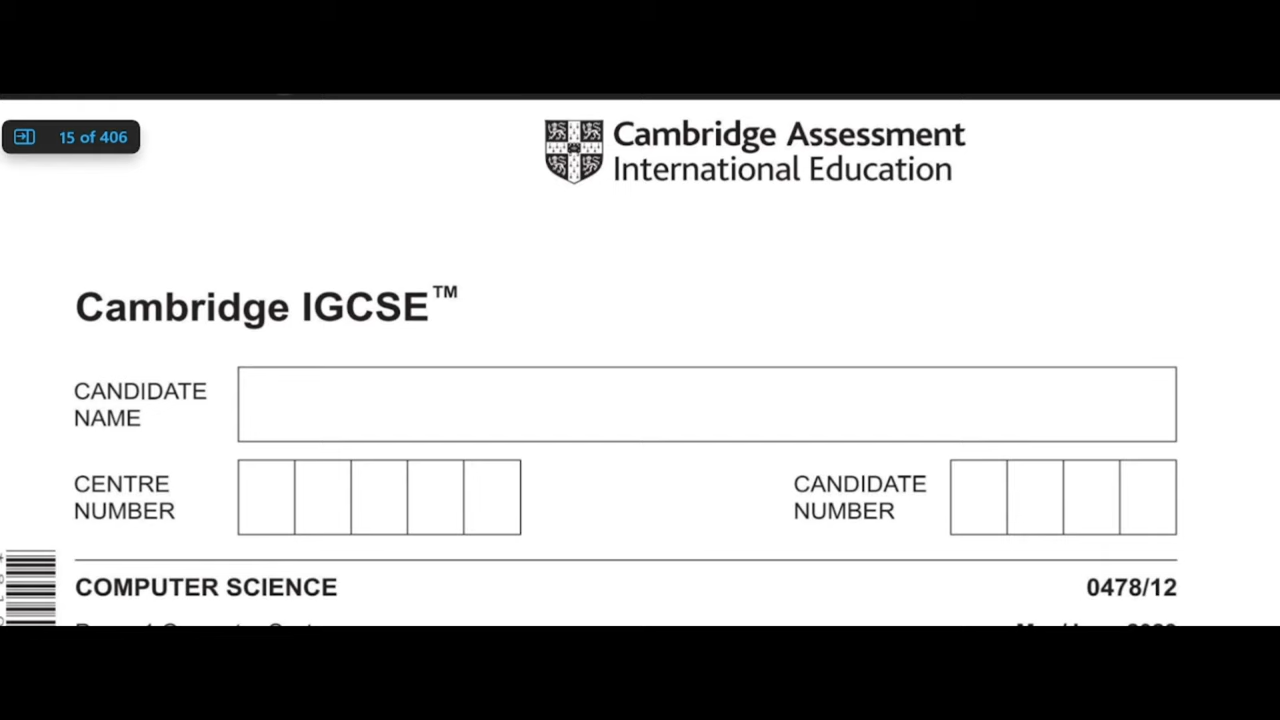 15 of 406
Cambridge Assessment
International Education
Cambridge IGCSE™
CANDIDATE
NAME
CENTRE
NUMBER
CANDIDATE
NUMBER
COMPUTER SCIENCE 0478/12